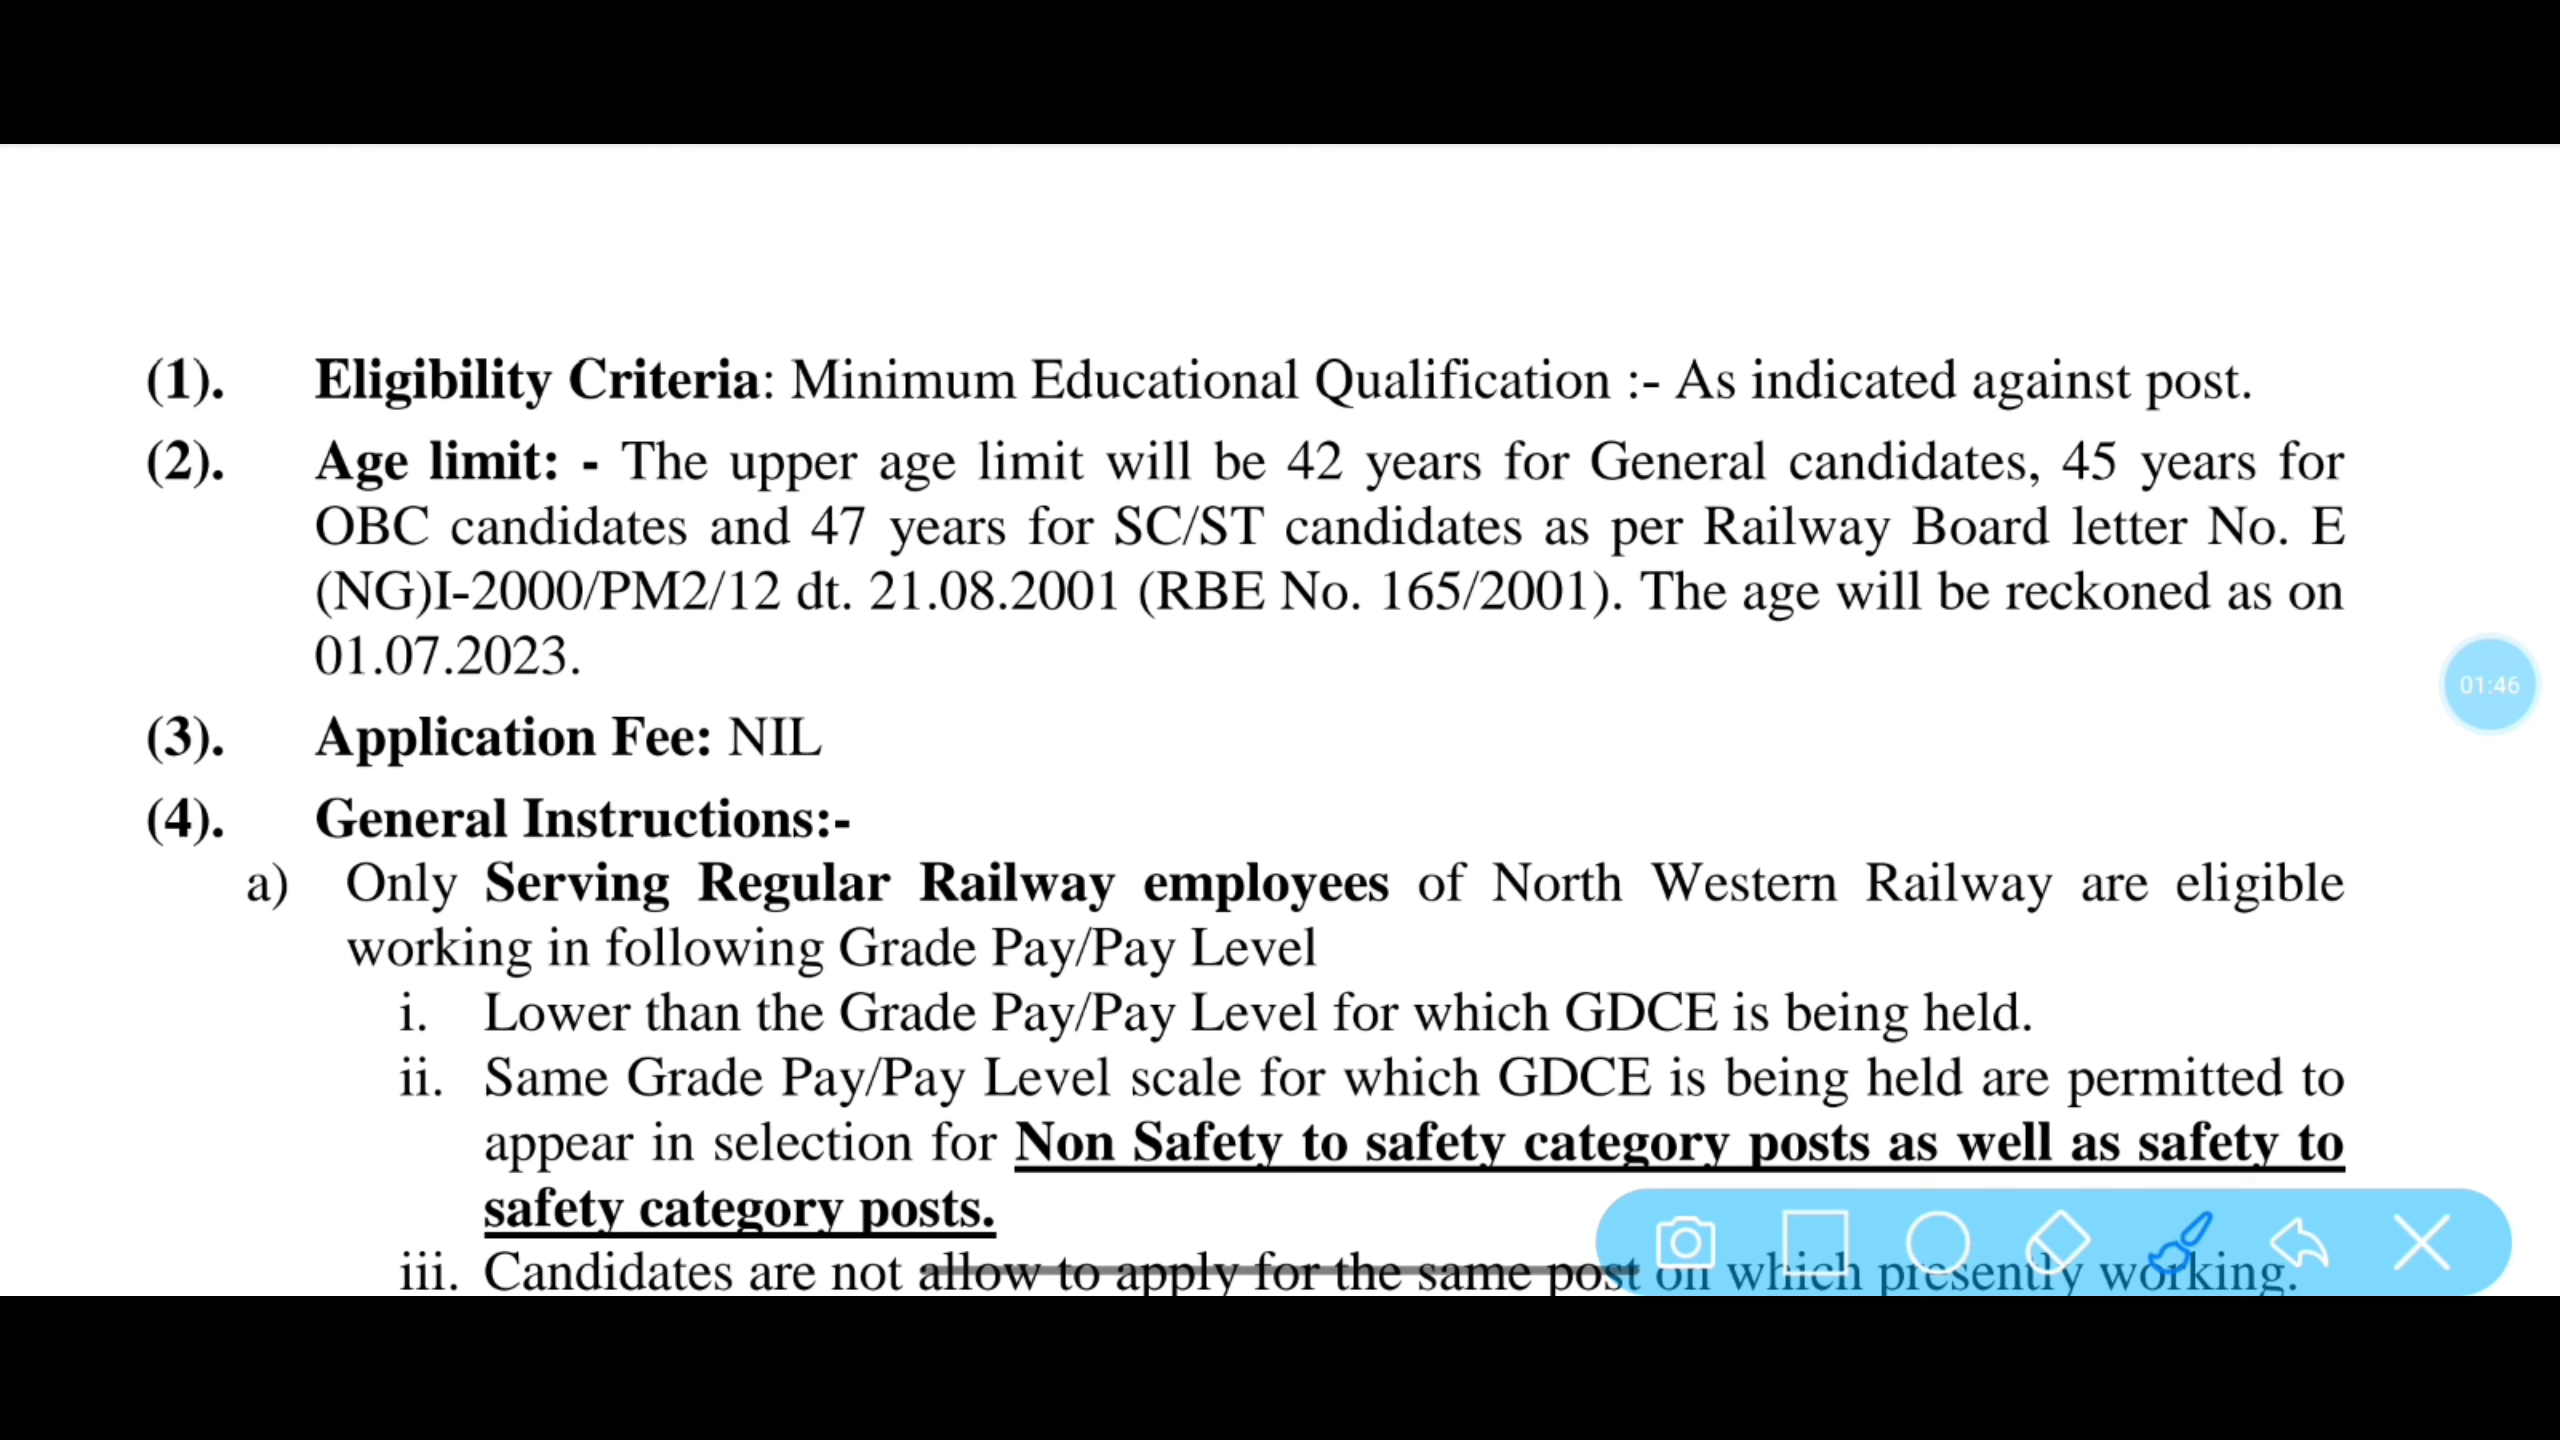 (1). Eligibility Criteria: Minimum Educational Qualification :- As indicated against post.
(2). Age limit: - The upper age limit will be 42 years for General candidates, 45 years for
OBC candidates and 47 years for SC/ST candidates as per Railway Board letter No. E
(NG)I-2000/PM2/12 dt. 21.08.2001 (RBE No. 165/2001). The age will be reckoned as on
01.07.2023.
01:46
(3). Application Fee: NIL
(4). General Instructions:-
a) Only Serving Regular Railway employees of North Western Railway are eligible
working in following Grade Pay/Pay Level
i. Lower than the Grade Pay/Pay Level for which GDCE is being held.
ii. Same Grade Pay/Pay Level scale for which GDCE is being held are permitted to
appear in selection for Non Safety to safety category posts as well as safety to
safety category posts.
iii. Candidates are not allow to apply for the same post on which presently working.